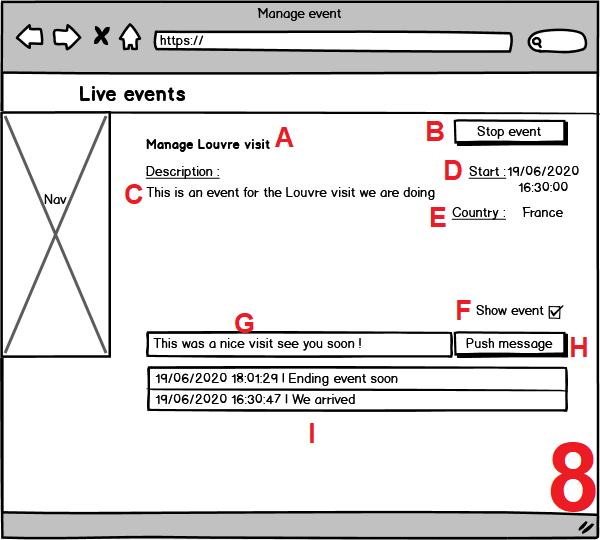 Manage event
https://
Live events
Manage Louvre visit A
B Stop event
Description :
C This is an event for the Louvre visit we are doing
D Start : 19/06/2020
16:30:00
E Country : France
Nav
F Show event
G
This was a nice visit see you soon !
Push message H
19/06/2020 18:01:29 | Ending event soon
19/06/2020 16:30:47 | We arrived
I
8